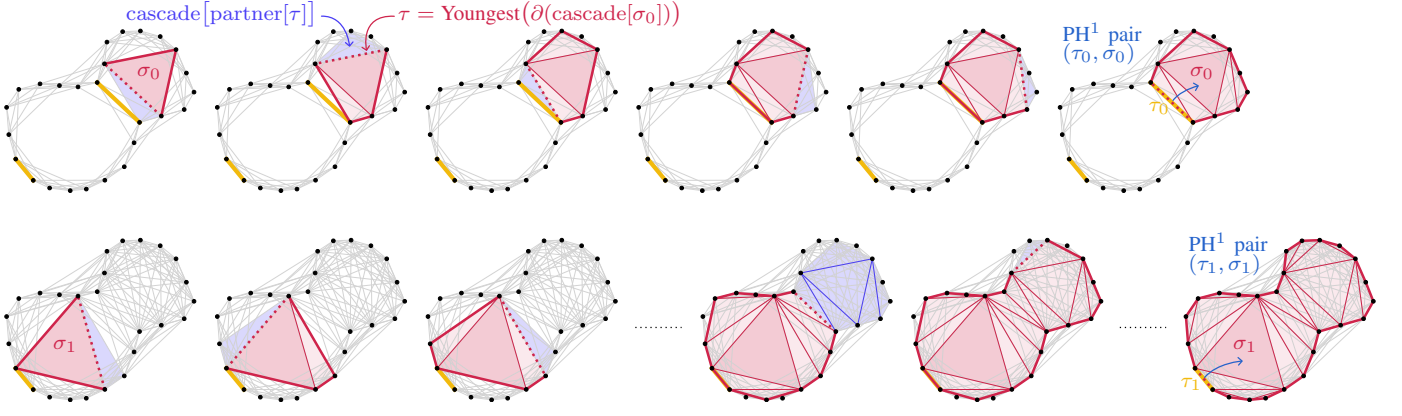 cascade[partner[τ]]
τ = Youngest(∂(cascade[σ₀]))
σ₀
PH¹ pair
(τ₀, σ₀)
σ₀
τ₀
σ₁
PH¹ pair
(τ₁, σ₁)
σ₁
τ₁